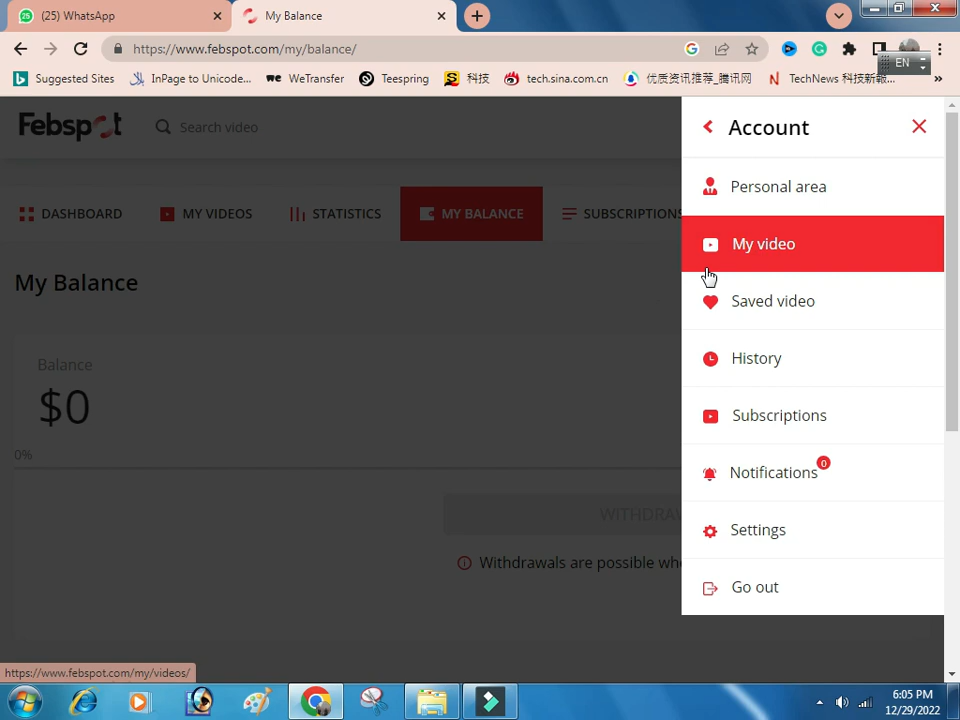 (25) WhatsApp
My Balance
https://www.febspot.com/my/balance/
EN
Suggested Sites
InPage to Unicode...
WeTransfer
Teespring
科技
tech.sina.com.cn
优质资讯推荐_腾讯网
TechNews 科技新報...
»
Febspot
Search video
Account
DASHBOARD
MY VIDEOS
STATISTICS
MY BALANCE
SUBSCRIPTIONS
Personal area
My video
Saved video
History
Subscriptions
Notifications
0
Settings
Go out
My Balance
Balance
$0
0%
WITHDRAW
Withdrawals are possible whe
https://www.febspot.com/my/videos/
6:05 PM
12/29/2022